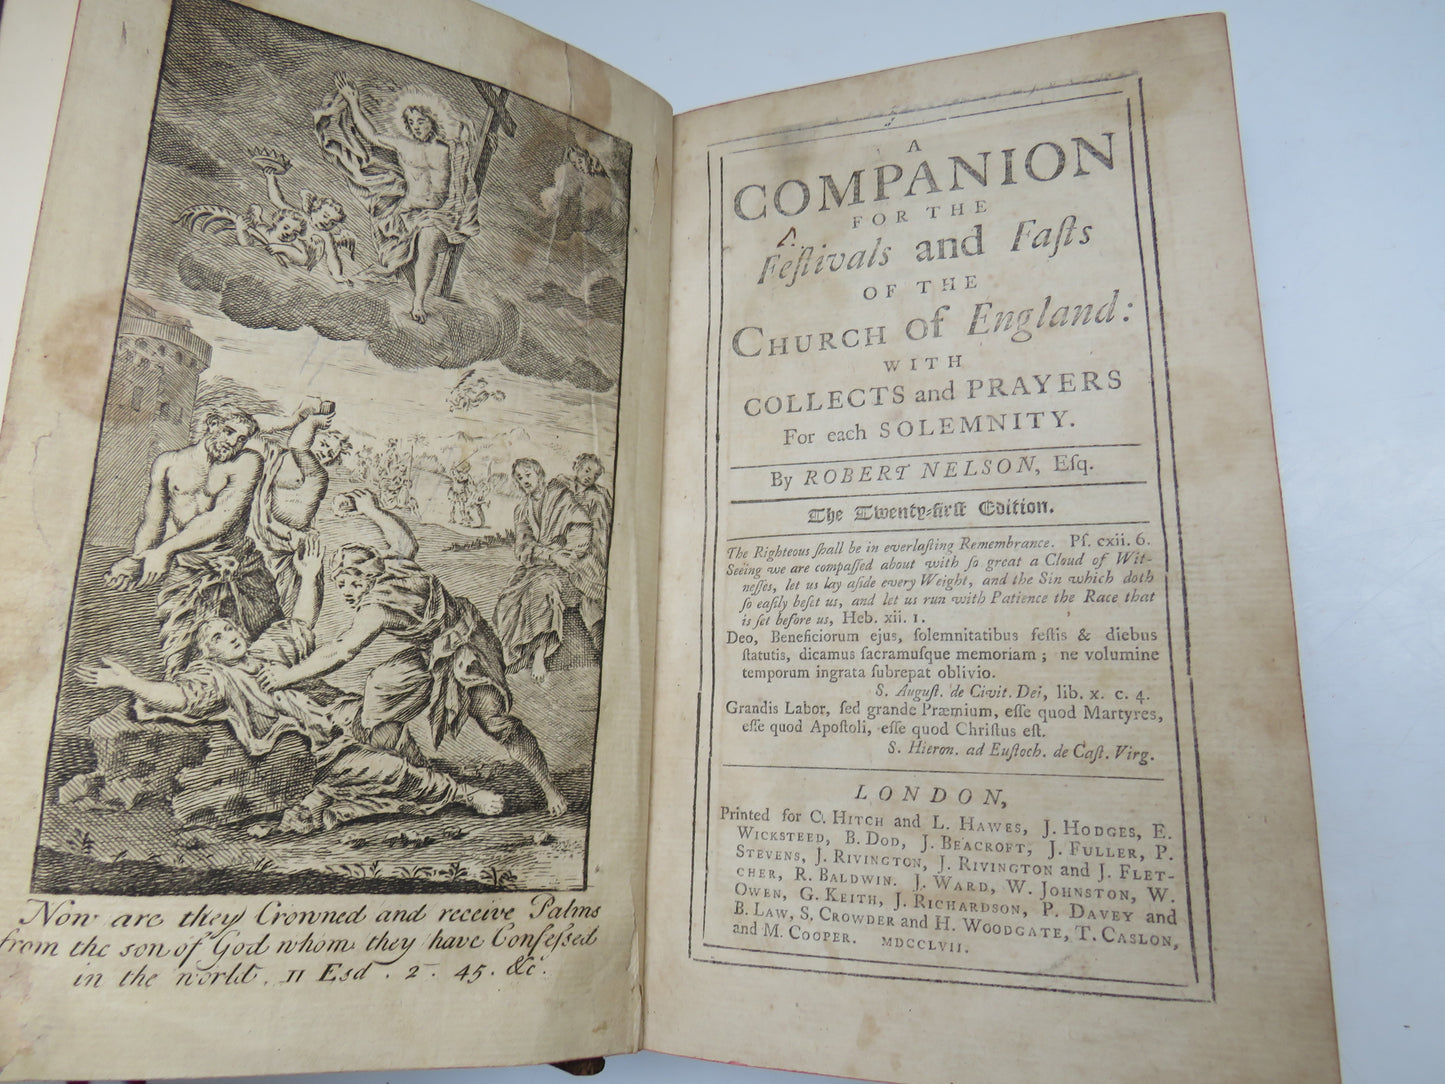 Now are they Crowned and receive Palms
from the son of God whom they have Confessed
in the world. II Esd. 2. 45. &c.
A
COMPANION
FOR THE
Feſtivals and Faſts
OF THE
CHURCH of England:
WITH
COLLECTS and PRAYERS
For each SOLEMNITY.
By ROBERT NELSON, Eſq.
The Twenty-firſt Edition.
The Righteous ſhall be in everlaſting Remembrance. Pſ. cxii. 6.
Seeing we are compaſſed about with ſo great a Cloud of Wit-
neſſes, let us lay aſide every Weight, and the Sin which doth
ſo eaſily beſet us, and let us run with Patience the Race that
is ſet before us, Heb. xii. 1.
Deo, Beneficiorum ejus, ſolemnitatibus feſtis & diebus
ſtatutis, dicamus ſacramuſque memoriam; ne volumine
temporum ingrata ſubrepat oblivio.
S. Auguſt. de Civit. Dei, lib. x. c. 4.
Grandis Labor, ſed grande Præmium, eſſe quod Martyres,
eſſe quod Apoſtoli, eſſe quod Chriſtus eſt.
S. Hieron. ad Euſtoch. de Caſt. Virg.
LONDON,
Printed for C. HITCH and L. HAWES, J. HODGES, E.
WICKSTEED, B. DOD, J. BEACROFT, J. FULLER, P.
STEVENS, J. RIVINGTON, J. RIVINGTON and J. FLET-
CHER, R. BALDWIN. J. WARD, W. JOHNSTON, W.
OWEN, G. KEITH, J. RICHARDSON, P. DAVEY and
B. LAW, S. CROWDER and H. WOODGATE, T. CASLON,
and M. COOPER. MDCCLVII.